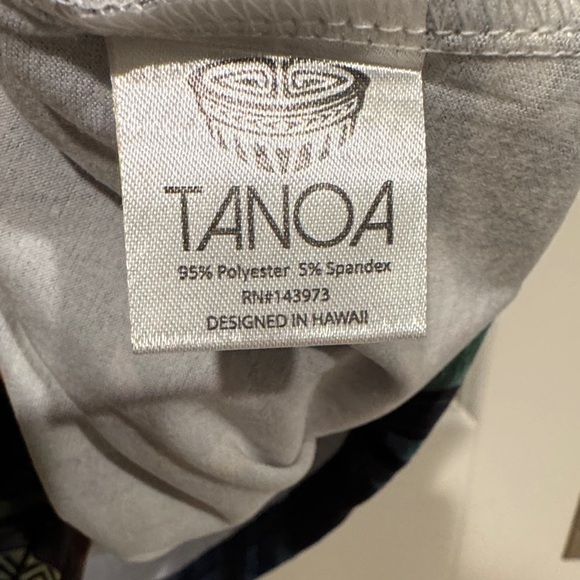 TANOA
95% Polyester 5% Spandex
RN#143973
DESIGNED IN HAWAII